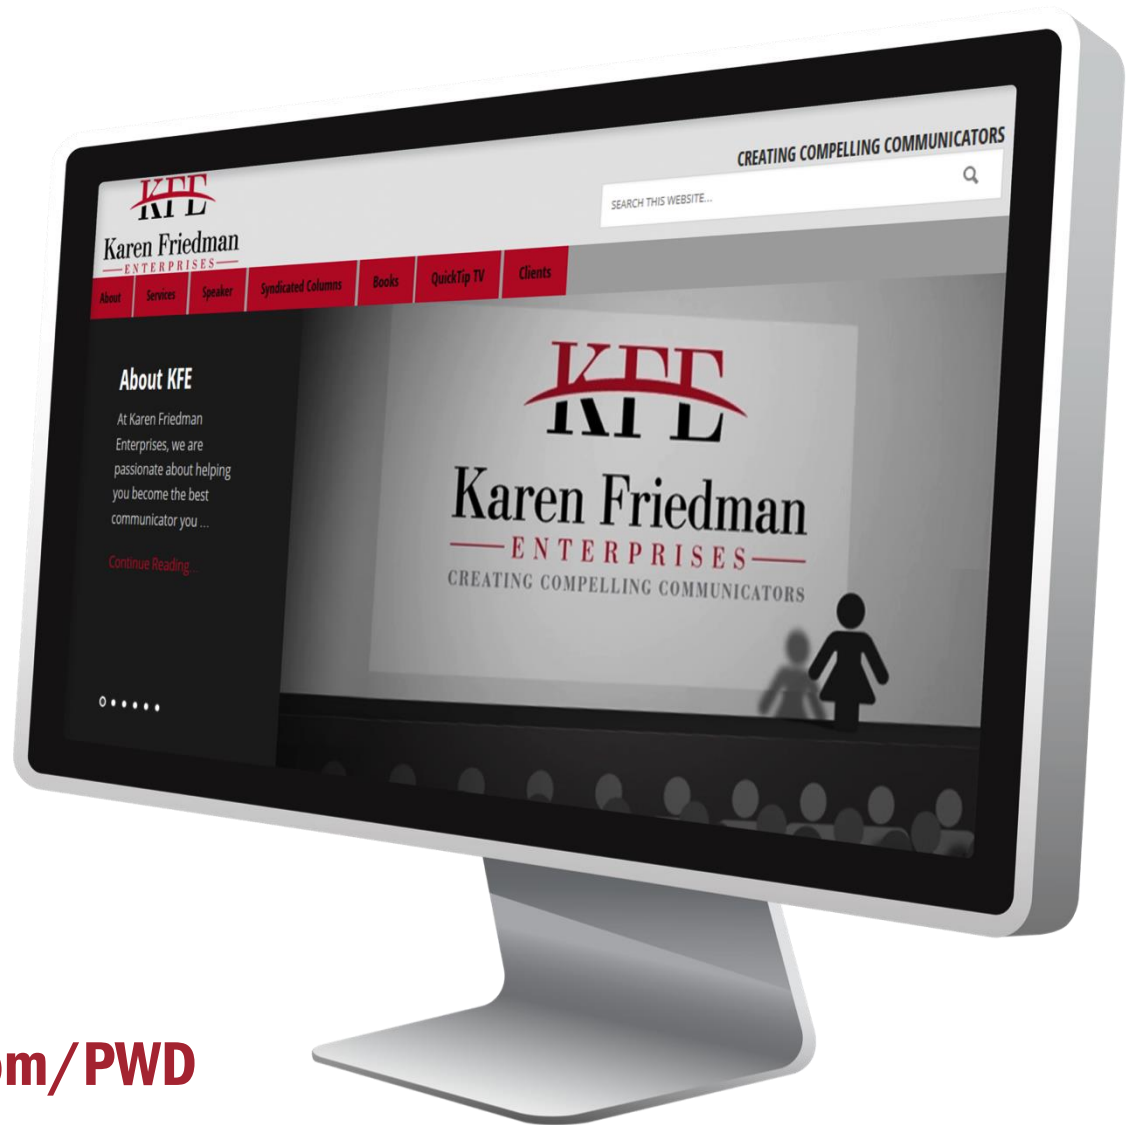 CREATING COMPELLING COMMUNICATORS
KFE
SEARCH THIS WEBSITE...
Karen Friedman
ENTERPRISES
About
Services
Speaker
Syndicated Columns
Books
QuickTip TV
Clients
About KFE
At Karen Friedman
Enterprises, we are
passionate about helping
you become the best
communicator you ...
Continue Reading...
KFE
Karen Friedman
ENTERPRISES
CREATING COMPELLING COMMUNICATORS
om/PWD